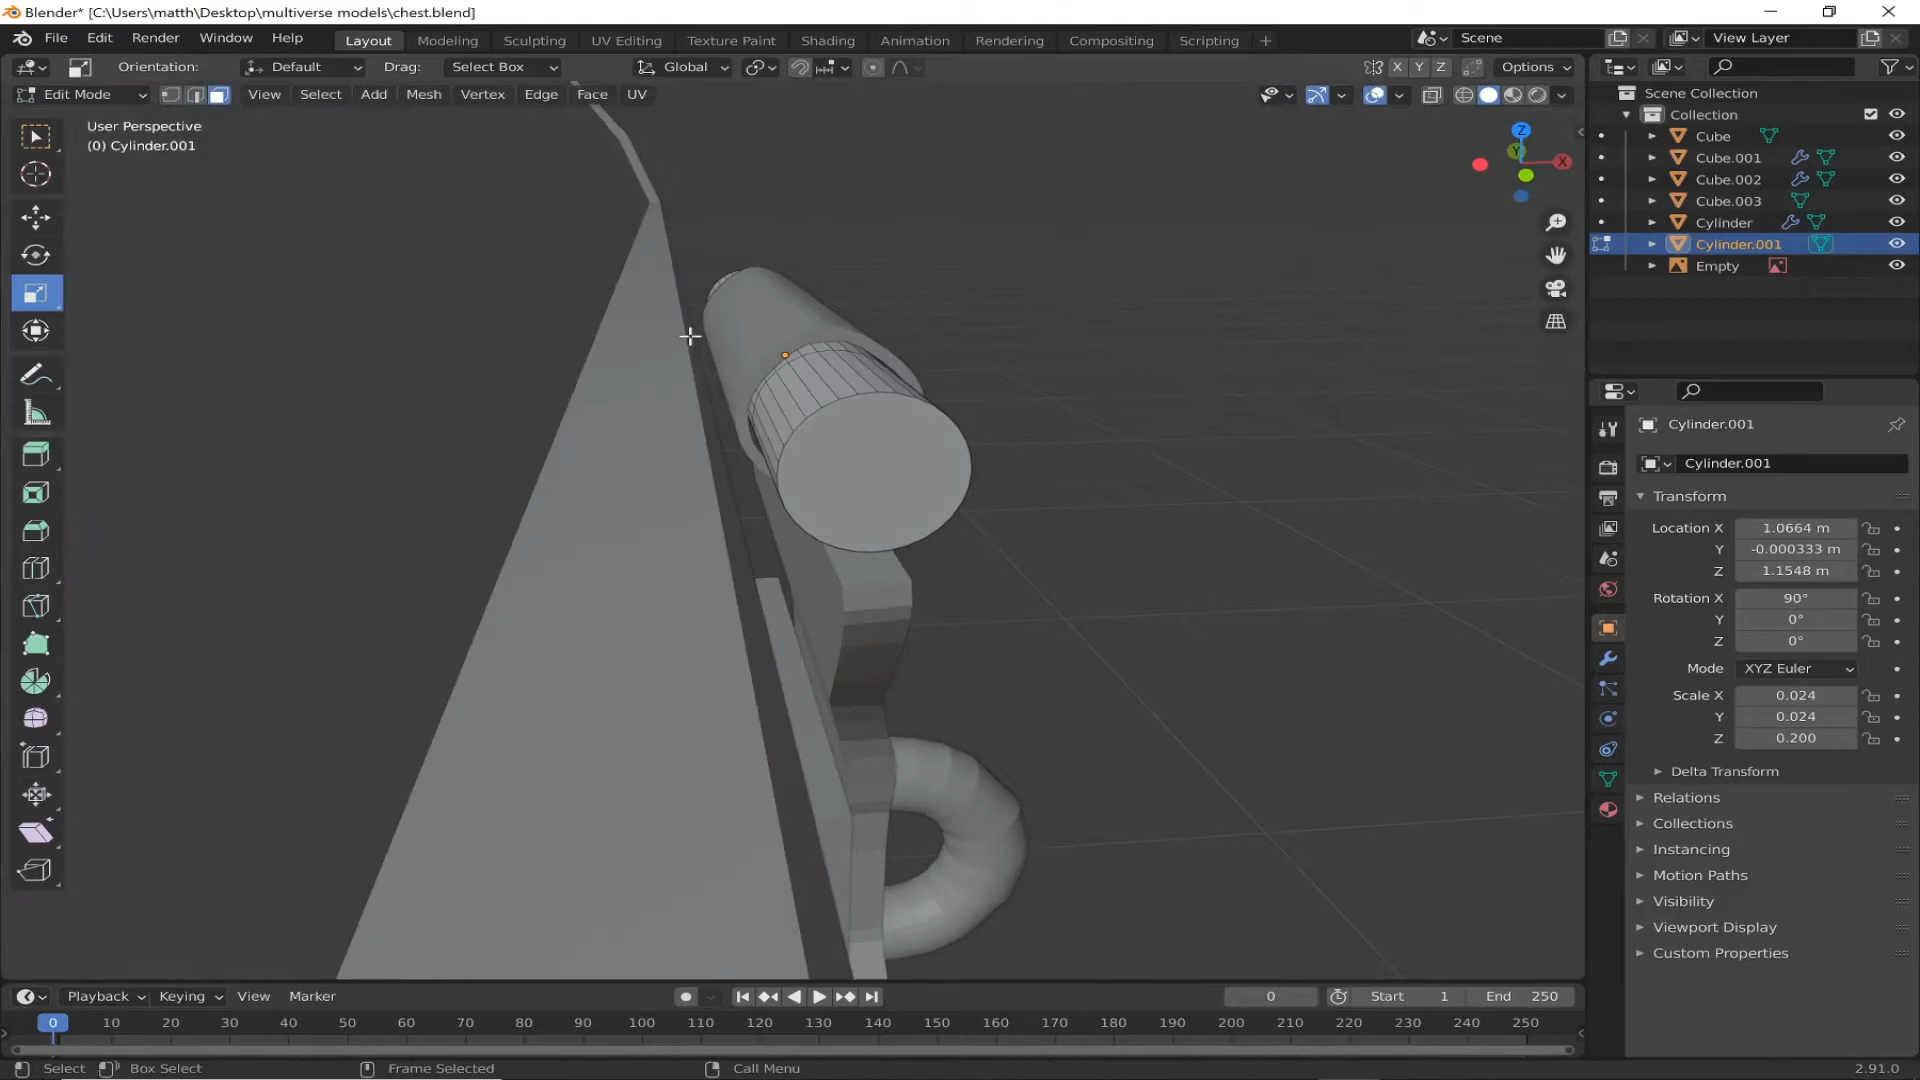 Blender* [C:\Users\matth\Desktop\multiverse models\chest.blend]
File Edit Render Window Help Layout Modeling Sculpting UV Editing Texture Paint Shading Animation Rendering Compositing Scripting + Scene View Layer
Orientation: Default Drag: Select Box Global X Y Z Options
Edit Mode View Select Add Mesh Vertex Edge Face UV
User Perspective
(0) Cylinder.001
Z
Y
X
Scene Collection
Collection
Cube
Cube.001
Cube.002
Cube.003
Cylinder
Cylinder.001
Empty
Cylinder.001
Cylinder.001
Transform
Location X 1.0664 m
Y -0.000333 m
Z 1.1548 m
Rotation X 90°
Y 0°
Z 0°
Mode XYZ Euler
Scale X 0.024
Y 0.024
Z 0.200
Delta Transform
Relations
Collections
Instancing
Motion Paths
Visibility
Viewport Display
Custom Properties
Playback Keying View Marker 0 Start 1 End 250
0 10 20 30 40 50 60 70 80 90 100 110 120 130 140 150 160 170 180 190 200 210 220 230 240 250
Select Box Select Frame Selected Call Menu 2.91.0